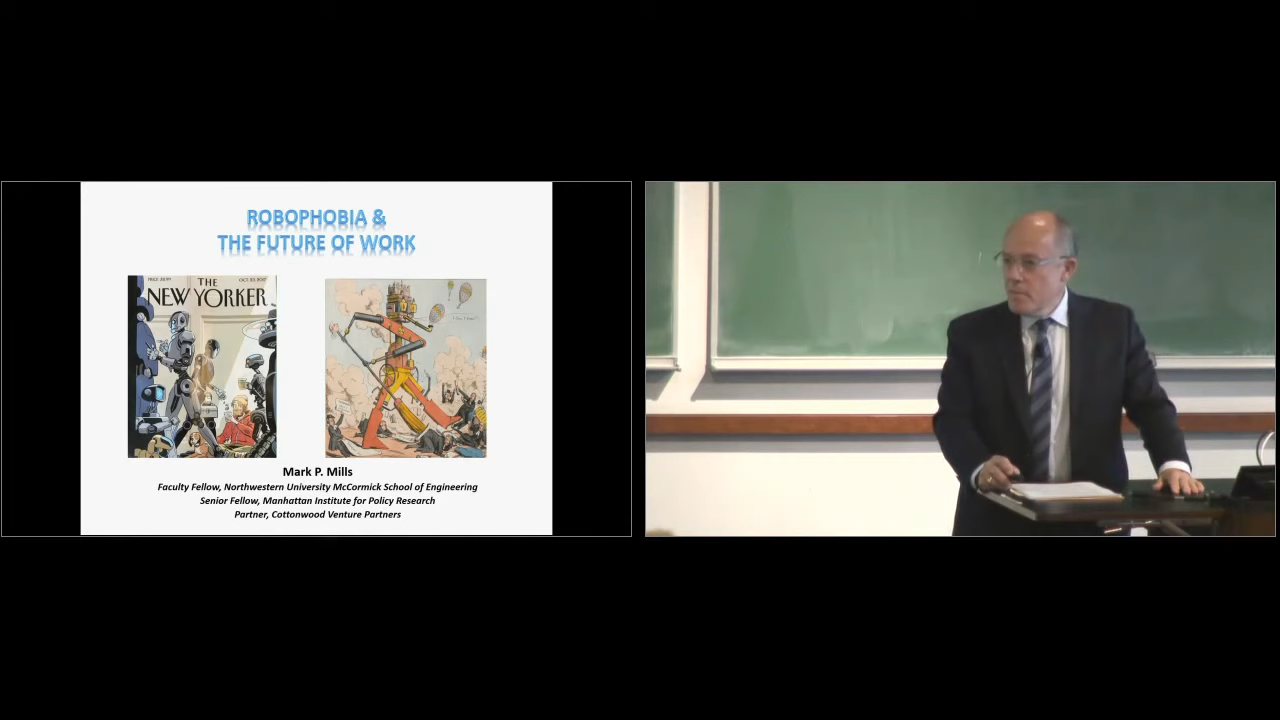 ROBOPHOBIA &
THE FUTURE OF WORK
THE
NEW YORKER
Mark P. Mills
Faculty Fellow, Northwestern University McCormick School of Engineering
Senior Fellow, Manhattan Institute for Policy Research
Partner, Cottonwood Venture Partners